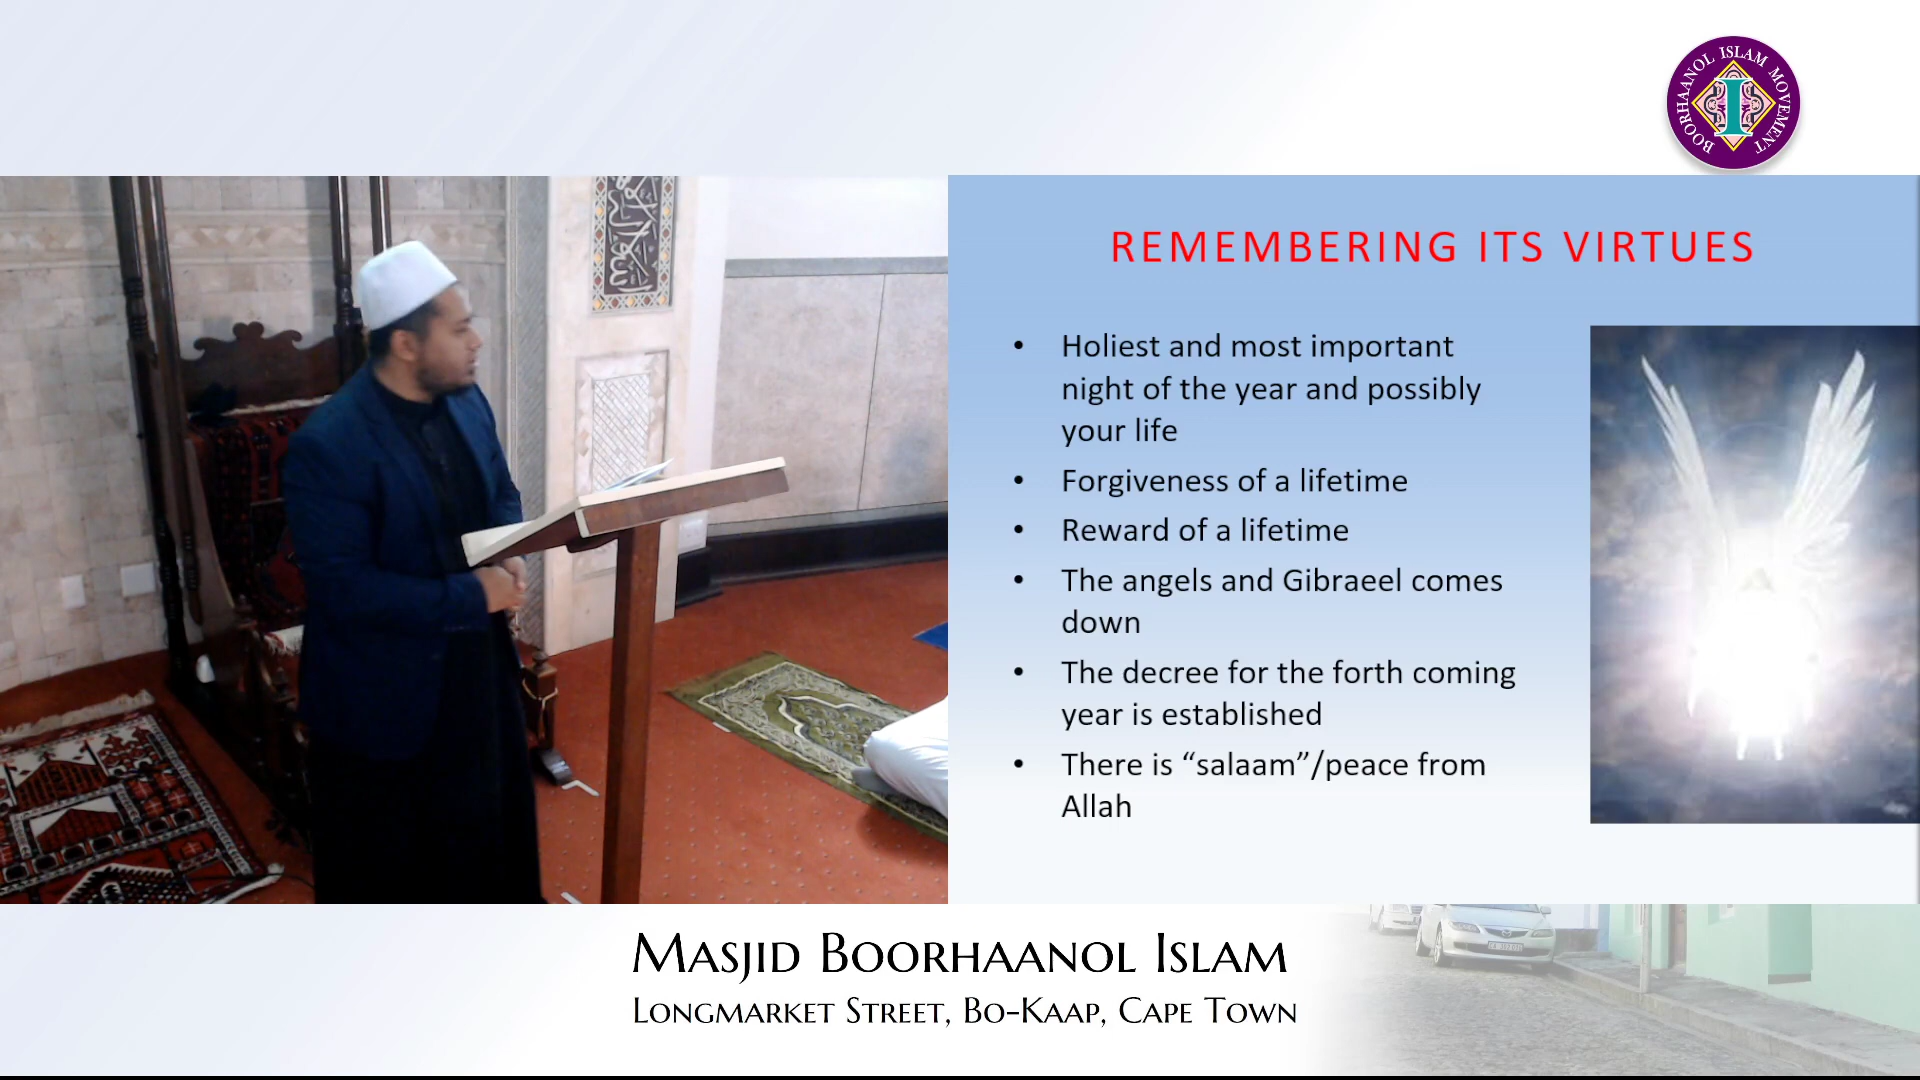 BOORHAANOL ISLAM MOVEMENT
I
REMEMBERING ITS VIRTUES
• Holiest and most important
night of the year and possibly
your life
• Forgiveness of a lifetime
• Reward of a lifetime
• The angels and Gibraeel comes
down
• The decree for the forth coming
year is established
• There is “salaam”/peace from
Allah
Masjid Boorhaanol Islam
Longmarket Street, Bo-Kaap, Cape Town